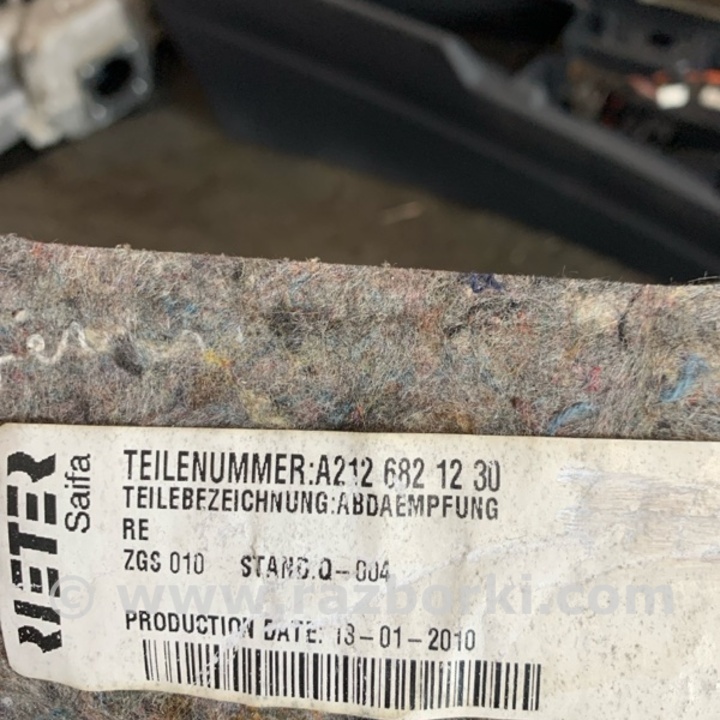 RIETER
Saifa
TEILENUMMER:A212 682 12 30
TEILEBEZEICHNUNG:ABDAEMPFUNG
RE
ZGS 010 STAND:Q-004
PRODUCTION DATE: 13-01-2010
© www.razborki.com